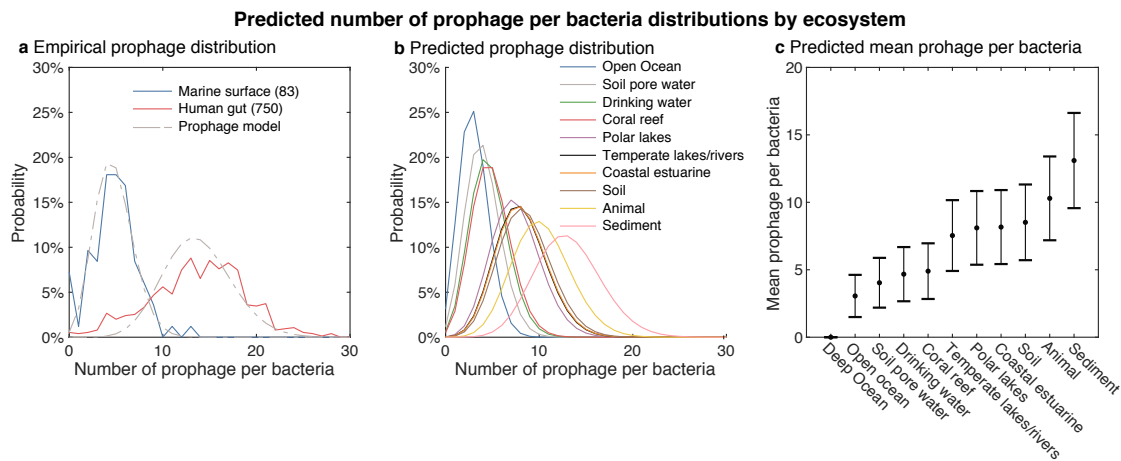 Predicted number of prophage per bacteria distributions by ecosystem
a Empirical prophage distribution
30%
25%
20%
15%
10%
5%
0%
Probability
Marine surface (83)
Human gut (750)
Prophage model
0
10
20
30
Number of prophage per bacteria
b Predicted prophage distribution
30%
25%
20%
15%
10%
5%
0%
Probability
Open Ocean
Soil pore water
Drinking water
Coral reef
Polar lakes
Temperate lakes/rivers
Coastal estuarine
Soil
Animal
Sediment
0
10
20
30
Number of prophage per bacteria
c Predicted mean prohage per bacteria
20
15
10
5
0
Mean prophage per bacteria
Deep Ocean
Open ocean
Soil pore water
Drinking water
Coral reef
Temperate lakes/rivers
Polar lakes
Coastal estuarine
Soil
Animal
Sediment